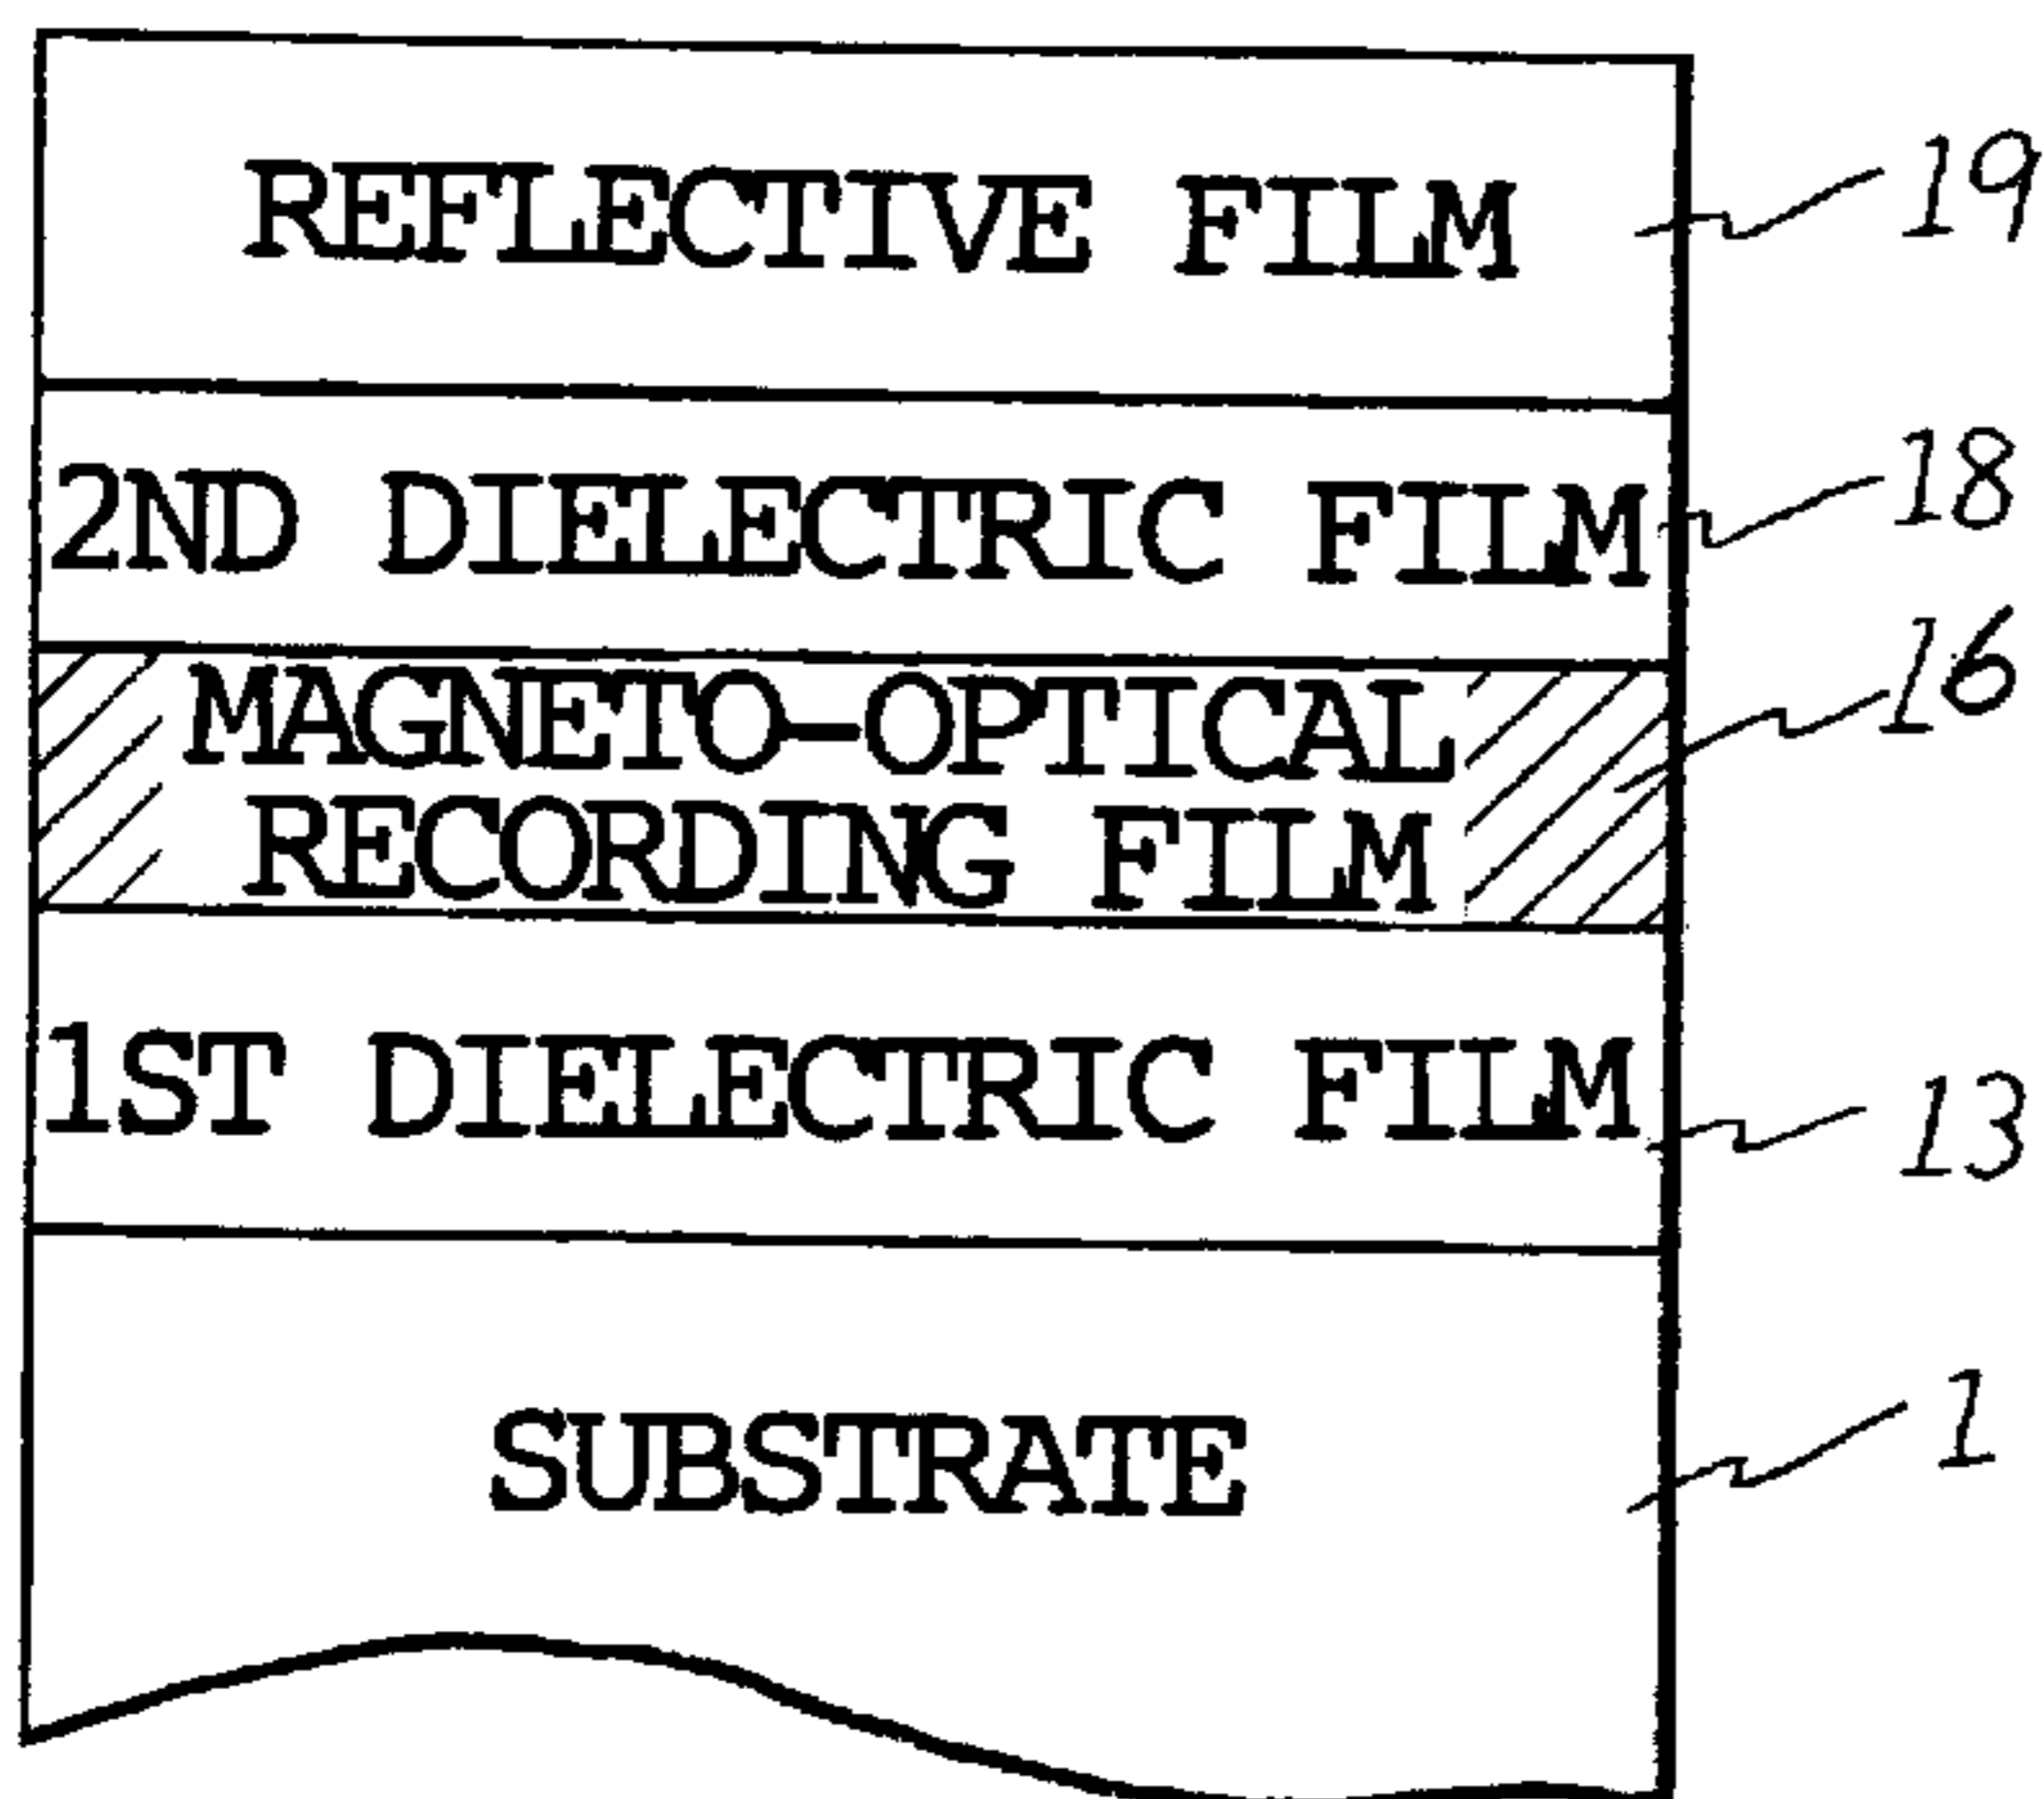 REFLECTIVE FILM 19
2ND DIELECTRIC FILM 18
MAGNETO-OPTICAL 16
RECORDING FILM
1ST DIELECTRIC FILM 13
SUBSTRATE 1